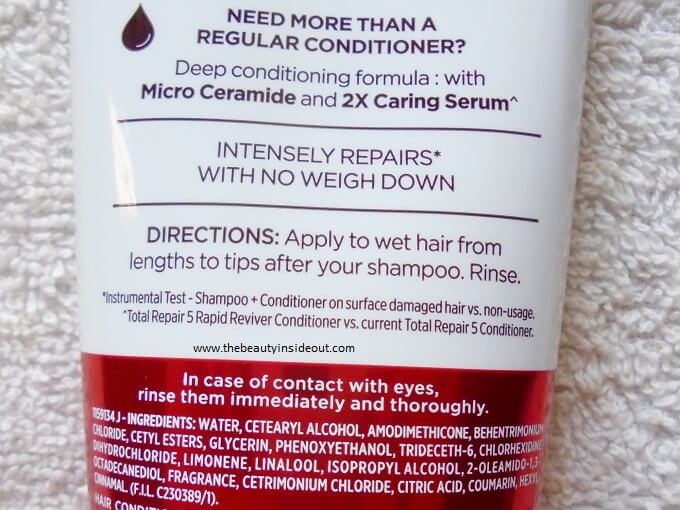 NEED MORE THAN A
REGULAR CONDITIONER?
Deep conditioning formula : with
Micro Ceramide and 2X Caring Serum^
INTENSELY REPAIRS*
WITH NO WEIGH DOWN
DIRECTIONS: Apply to wet hair from
lengths to tips after your shampoo. Rinse.
*Instrumental Test - Shampoo + Conditioner on surface damaged hair vs. non-usage.
^Total Repair 5 Rapid Reviver Conditioner vs. current Total Repair 5 Conditioner.
www.thebeautyinsideout.com
In case of contact with eyes,
rinse them immediately and thoroughly.
1159134 J - INGREDIENTS: WATER, CETEARYL ALCOHOL, AMODIMETHICONE, BEHENTRIMONIUM
CHLORIDE, CETYL ESTERS, GLYCERIN, PHENOXYETHANOL, TRIDECETH-6, CHLORHEXIDINE
DIHYDROCHLORIDE, LIMONENE, LINALOOL, ISOPROPYL ALCOHOL, 2-OLEAMIDO-1,3-
OCTADECANEDIOL, FRAGRANCE, CETRIMONIUM CHLORIDE, CITRIC ACID, COUMARIN, HEXYL
CINNAMAL (F.I.L. C230389/1).
HAIR